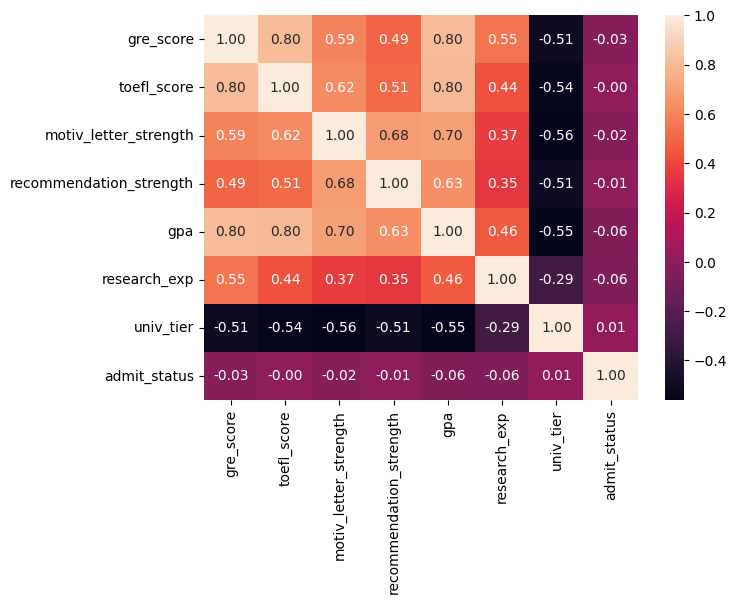 gre_score 1.00 0.80 0.59 0.49 0.80 0.55 -0.51 -0.03
toefl_score 0.80 1.00 0.62 0.51 0.80 0.44 -0.54 -0.00
motiv_letter_strength 0.59 0.62 1.00 0.68 0.70 0.37 -0.56 -0.02
recommendation_strength 0.49 0.51 0.68 1.00 0.63 0.35 -0.51 -0.01
gpa 0.80 0.80 0.70 0.63 1.00 0.46 -0.55 -0.06
research_exp 0.55 0.44 0.37 0.35 0.46 1.00 -0.29 -0.06
univ_tier -0.51 -0.54 -0.56 -0.51 -0.55 -0.29 1.00 0.01
admit_status -0.03 -0.00 -0.02 -0.01 -0.06 -0.06 0.01 1.00
gre_score
toefl_score
motiv_letter_strength
recommendation_strength
gpa
research_exp
univ_tier
admit_status
1.0
0.8
0.6
0.4
0.2
0.0
−0.2
−0.4